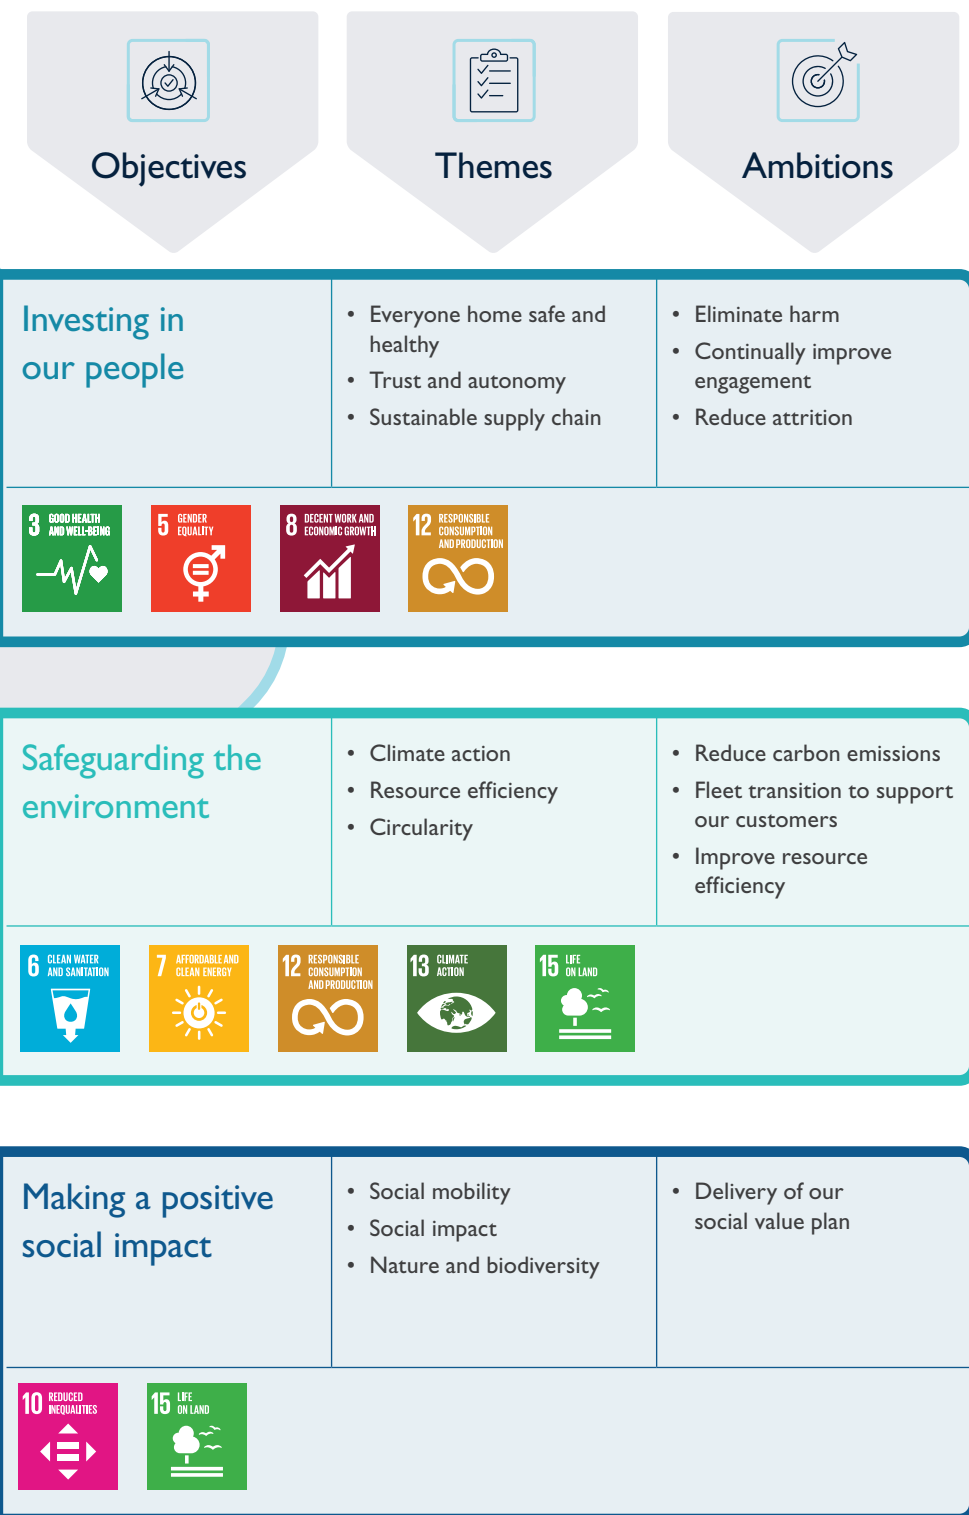 Objectives
Themes
Ambitions
Investing in
our people
• Everyone home safe and
healthy
• Trust and autonomy
• Sustainable supply chain
• Eliminate harm
• Continually improve
engagement
• Reduce attrition
3 GOOD HEALTH
AND WELL-BEING
5 GENDER
EQUALITY
8 DECENT WORK AND
ECONOMIC GROWTH
12 RESPONSIBLE
CONSUMPTION
AND PRODUCTION
Safeguarding the
environment
• Climate action
• Resource efficiency
• Circularity
• Reduce carbon emissions
• Fleet transition to support
our customers
• Improve resource
efficiency
6 CLEAN WATER
AND SANITATION
7 AFFORDABLE AND
CLEAN ENERGY
12 RESPONSIBLE
CONSUMPTION
AND PRODUCTION
13 CLIMATE
ACTION
15 LIFE
ON LAND
Making a positive
social impact
• Social mobility
• Social impact
• Nature and biodiversity
• Delivery of our
social value plan
10 REDUCED
INEQUALITIES
15 LIFE
ON LAND